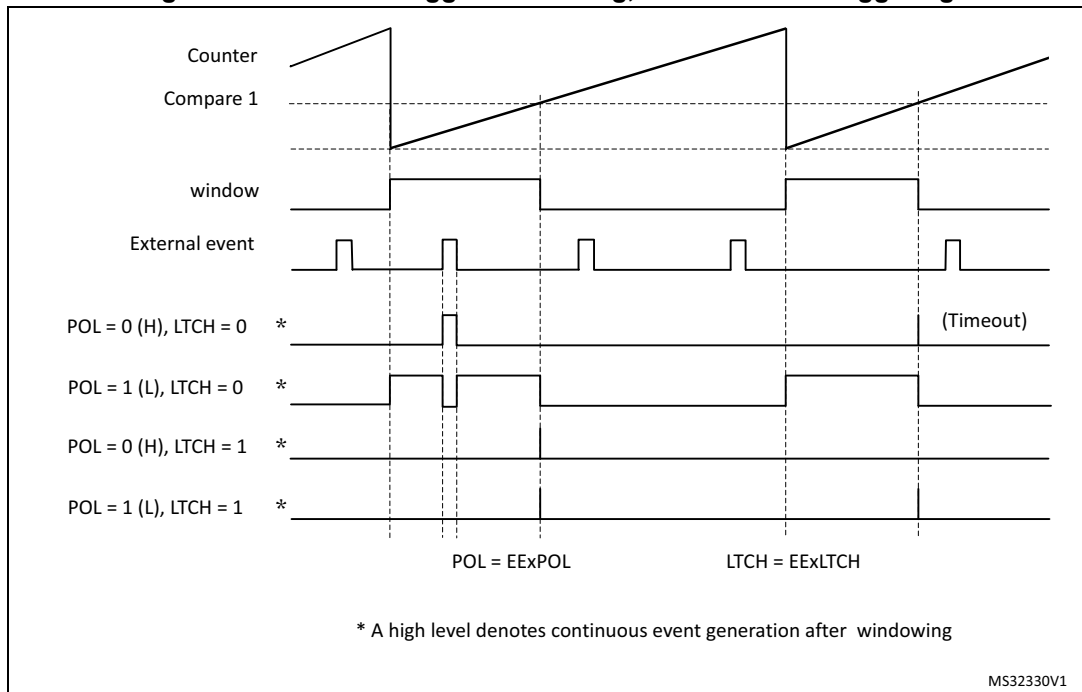 Counter
Compare 1
window
External event
POL = 0 (H), LTCH = 0 *
(Timeout)
POL = 1 (L), LTCH = 0 *
POL = 0 (H), LTCH = 1 *
POL = 1 (L), LTCH = 1 *
POL = EExPOL LTCH = EExLTCH
* A high level denotes continuous event generation after windowing
MS32330V1